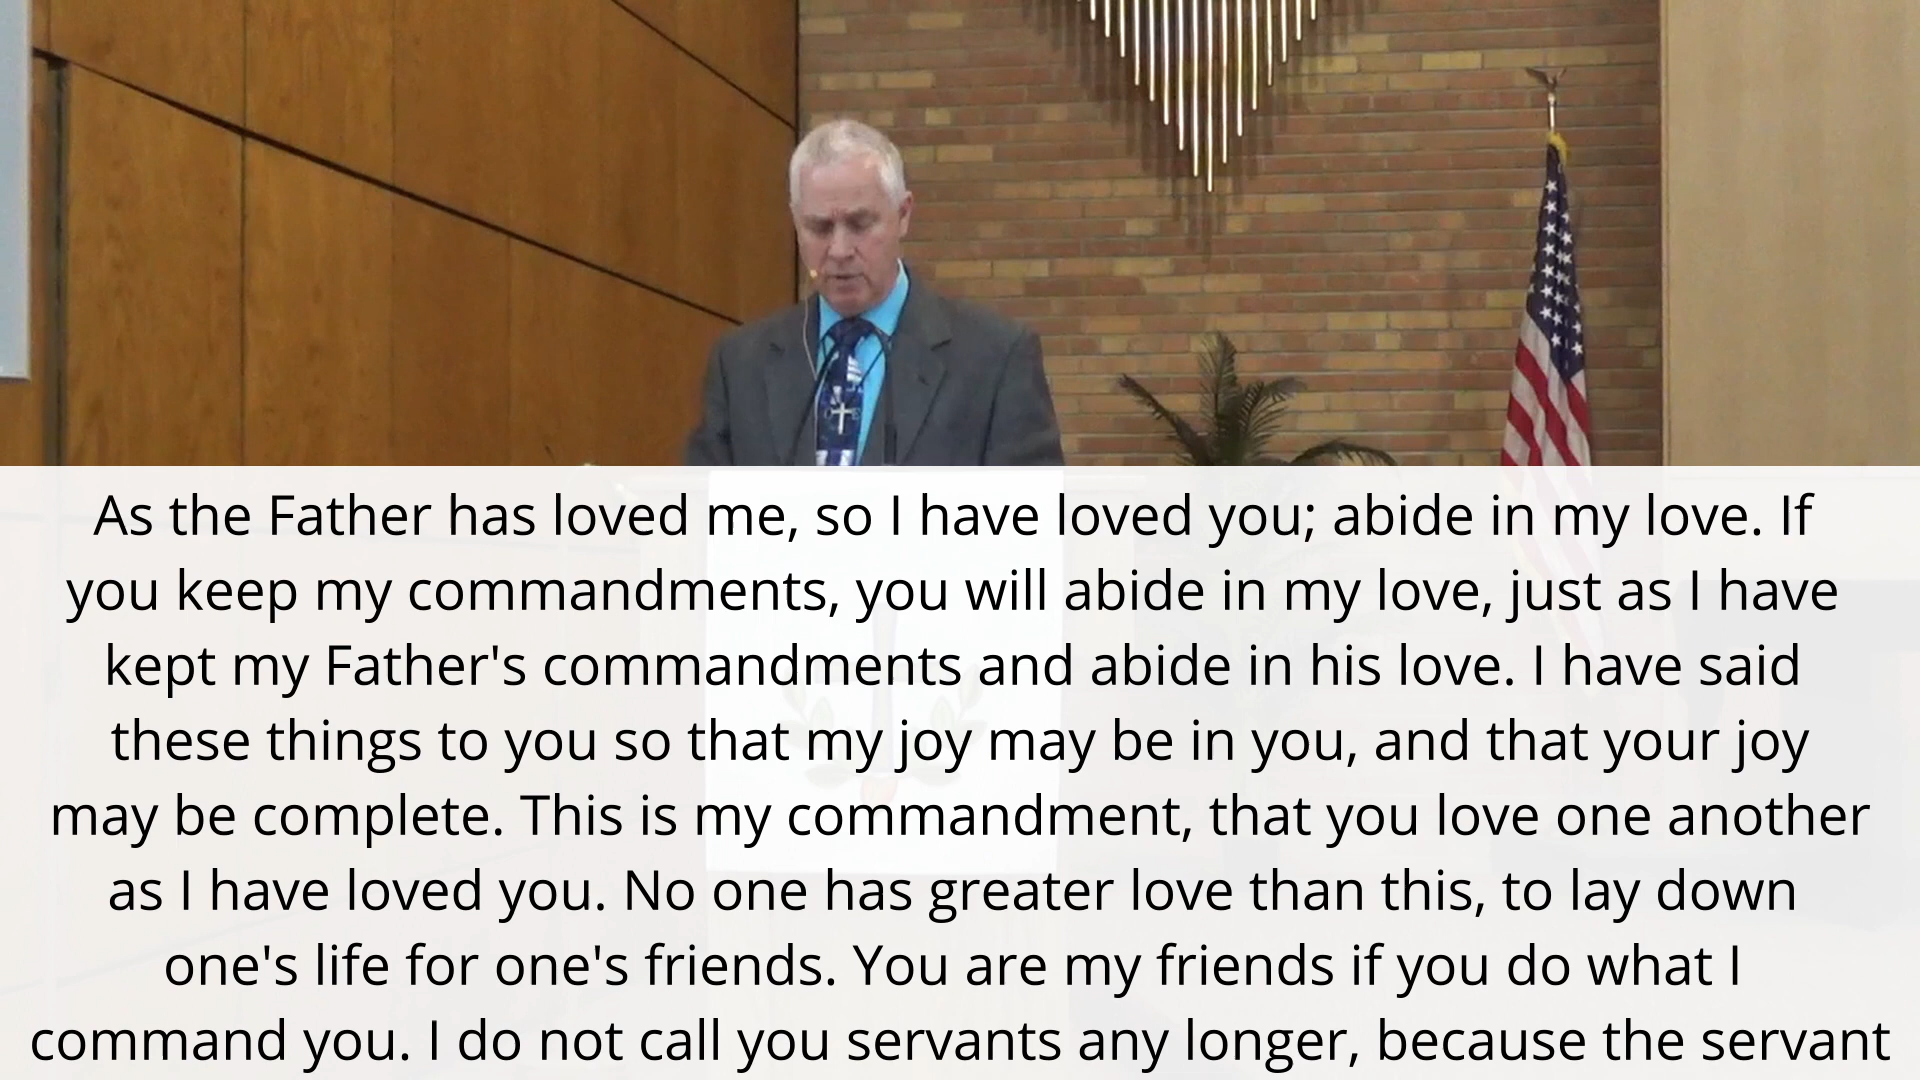 As the Father has loved me, so I have loved you; abide in my love. If
you keep my commandments, you will abide in my love, just as I have
kept my Father's commandments and abide in his love. I have said
these things to you so that my joy may be in you, and that your joy
may be complete. This is my commandment, that you love one another
as I have loved you. No one has greater love than this, to lay down
one's life for one's friends. You are my friends if you do what I
command you. I do not call you servants any longer, because the servant